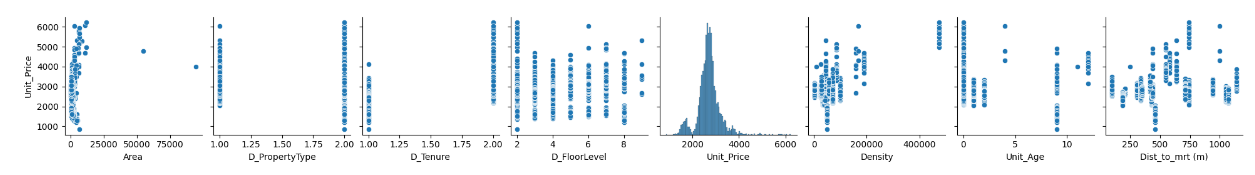 Unit_Price
6000
5000
4000
3000
2000
1000
0 25000 50000 75000
Area
1.00 1.25 1.50 1.75 2.00
D_PropertyType
1.00 1.25 1.50 1.75 2.00
D_Tenure
2 4 6 8
D_FloorLevel
2000 4000 6000
Unit_Price
0 200000 400000
Density
0 5 10
Unit_Age
250 500 750 1000
Dist_to_mrt (m)